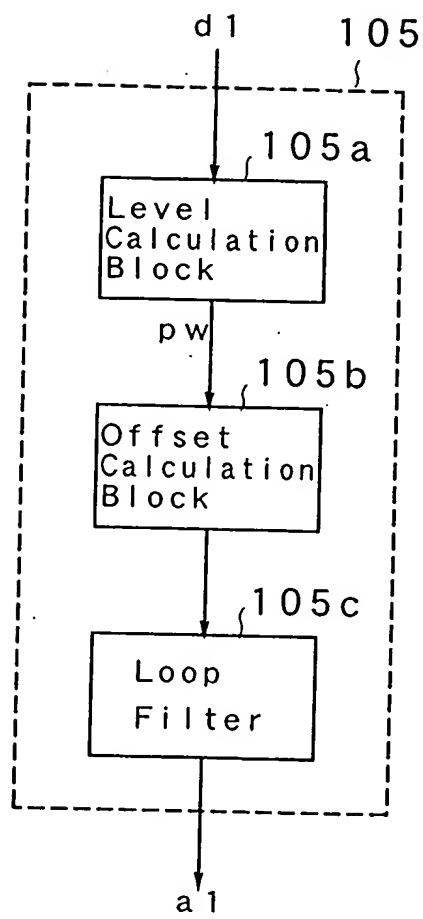 d1
105
105a
Level
Calculation
Block
pw
105b
Offset
Calculation
Block
105c
Loop
Filter
a1